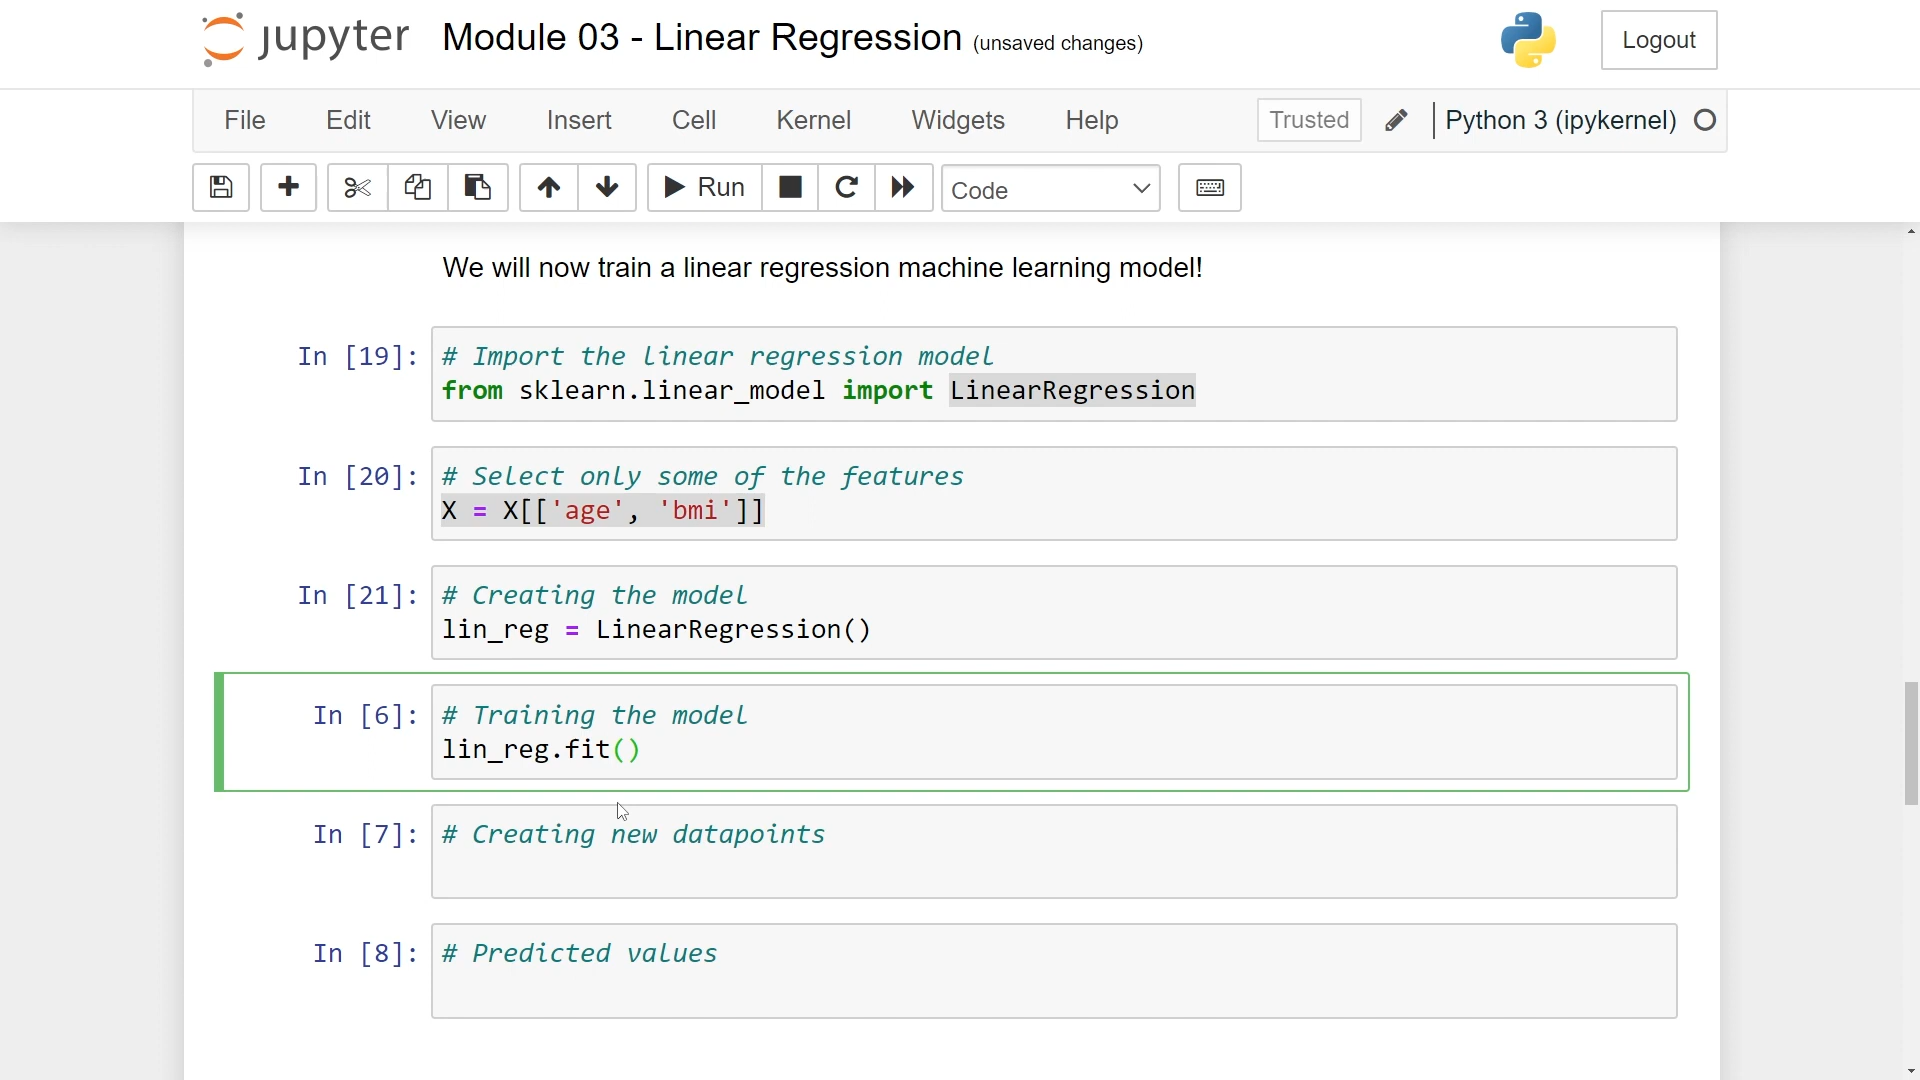 jupyter Module 03 - Linear Regression (unsaved changes) Logout
File Edit View Insert Cell Kernel Widgets Help Trusted Python 3 (ipykernel)
Run Code
We will now train a linear regression machine learning model!
In [19]: # Import the linear regression model
from sklearn.linear_model import LinearRegression
In [20]: # Select only some of the features
X = X[['age', 'bmi']]
In [21]: # Creating the model
lin_reg = LinearRegression()
In [6]: # Training the model
lin_reg.fit()
In [7]: # Creating new datapoints
In [8]: # Predicted values